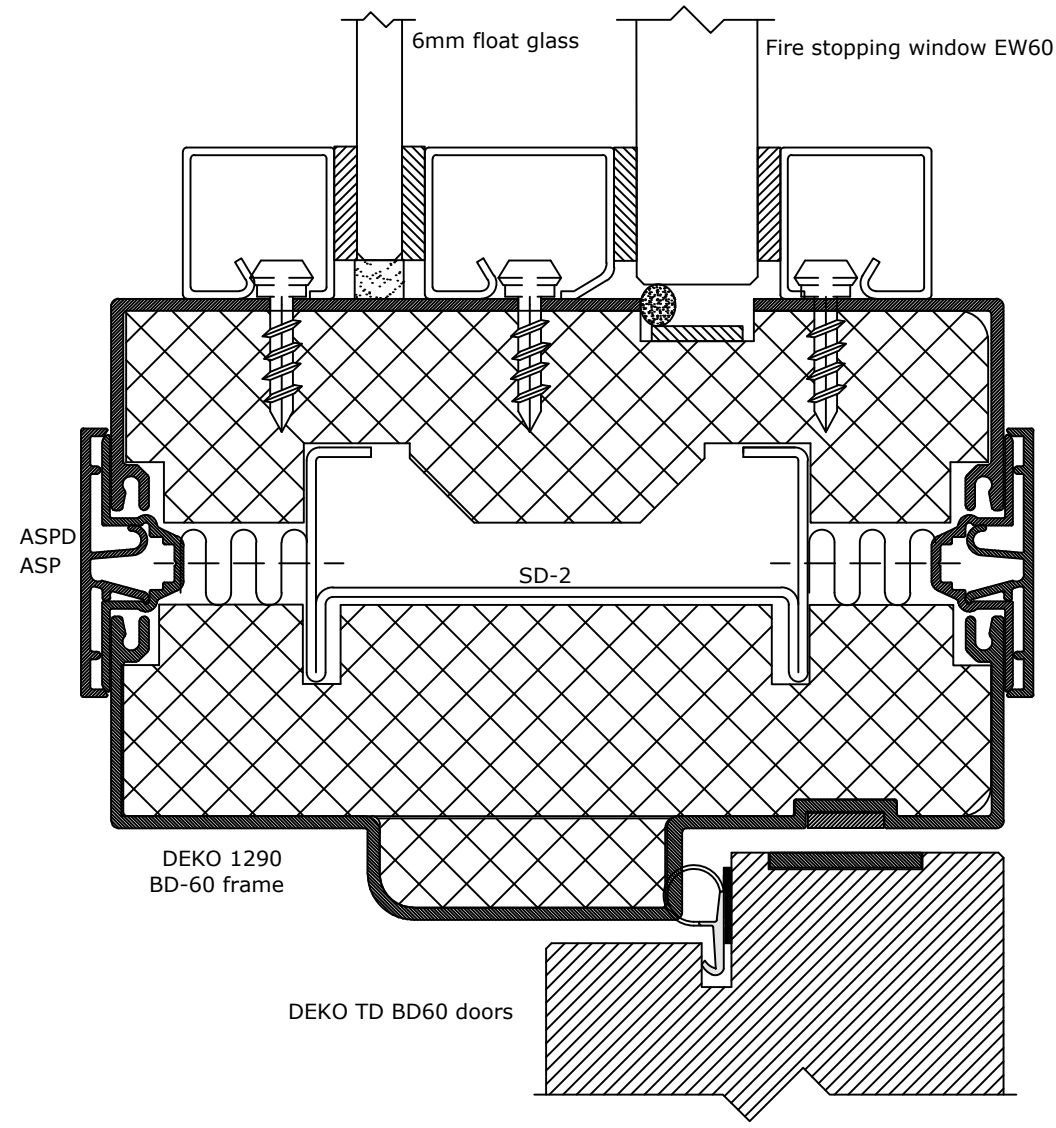 6mm float glass
Fire stopping window EW60
ASPD
ASP
SD-2
DEKO 1290
BD-60 frame
DEKO TD BD60 doors